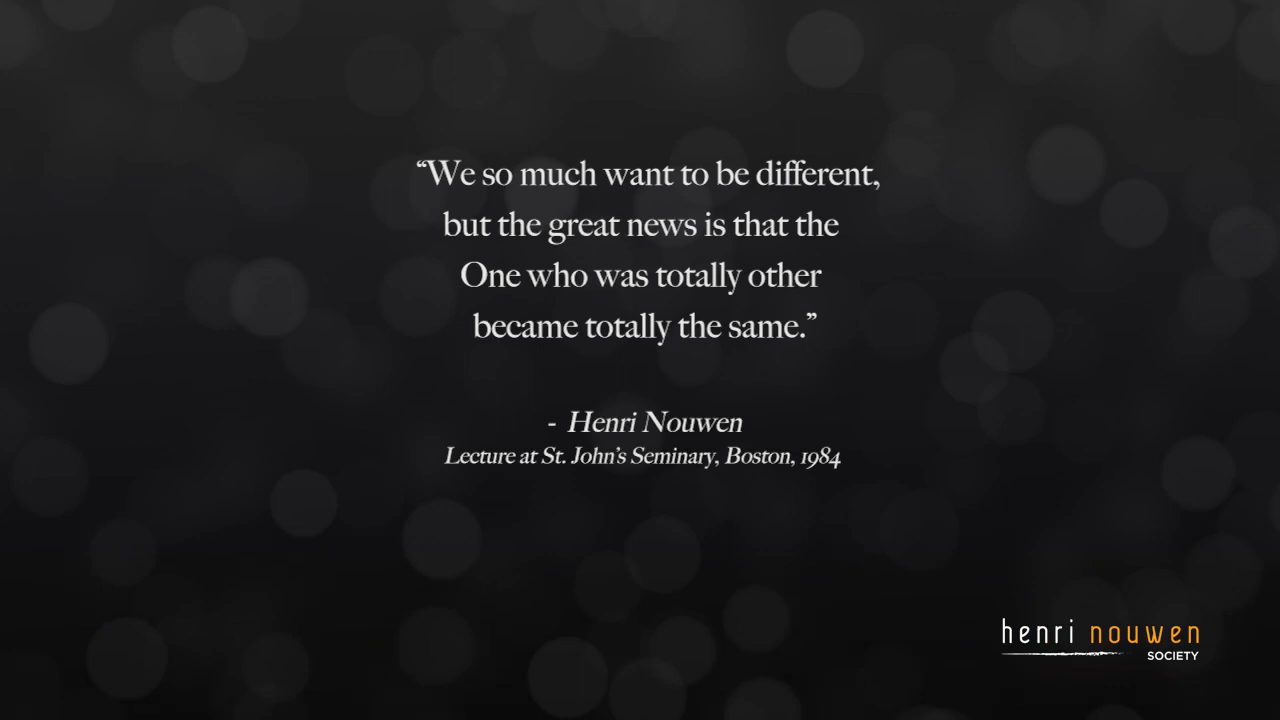 “We so much want to be different,
but the great news is that the
One who was totally other
became totally the same.”
- Henri Nouwen
Lecture at St. John’s Seminary, Boston, 1984
henri nouwen
SOCIETY